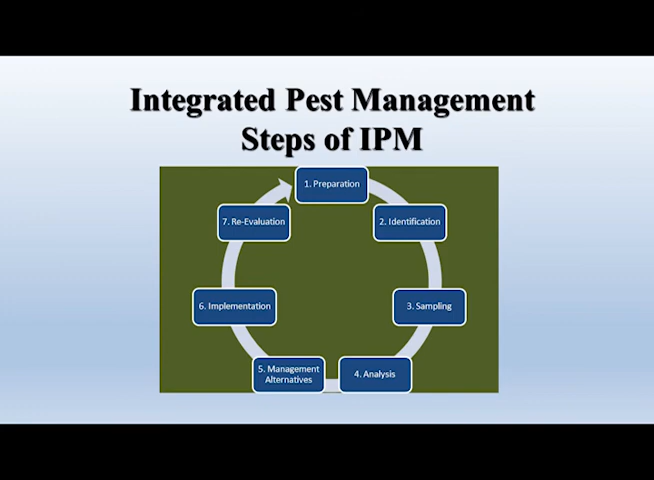 Integrated Pest Management
Steps of IPM
1. Preparation
2. Identification
3. Sampling
4. Analysis
5. Management
Alternatives
6. Implementation
7. Re-Evaluation